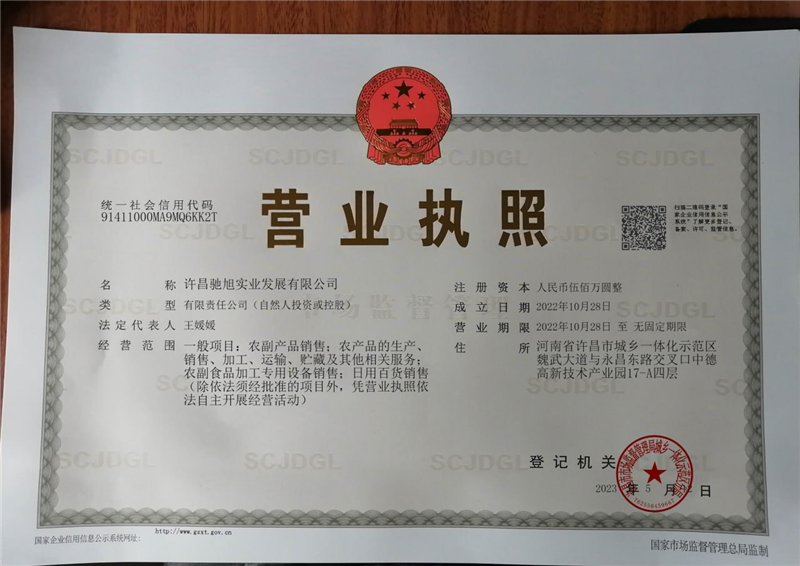 统一社会信用代码
91411000MA9MQ6KK2T
营业执照
扫描二维码登录“国
家企业信用信息公示
系统”了解更多登记、
备案、许可、监管信息。
名 称 许昌驰旭实业发展有限公司
类 型 有限责任公司（自然人投资或控股）
法定代表人 王媛媛
经营范围 一般项目：农副产品销售；农产品的生产、
销售、加工、运输、贮藏及其他相关服务；
农副食品加工专用设备销售；日用百货销售
（除依法须经批准的项目外，凭营业执照依
法自主开展经营活动）
注册资本 人民币伍佰万圆整
成立日期 2022年10月28日
营业期限 2022年10月28日 至 无固定期限
住 所 河南省许昌市城乡一体化示范区
魏武大道与永昌东路交叉口中德
高新技术产业园17-A四层
登记机关
2023 年 5 月 日
国家企业信用信息公示系统网址：
http://www.gsxt.gov.cn
国家市场监督管理总局监制